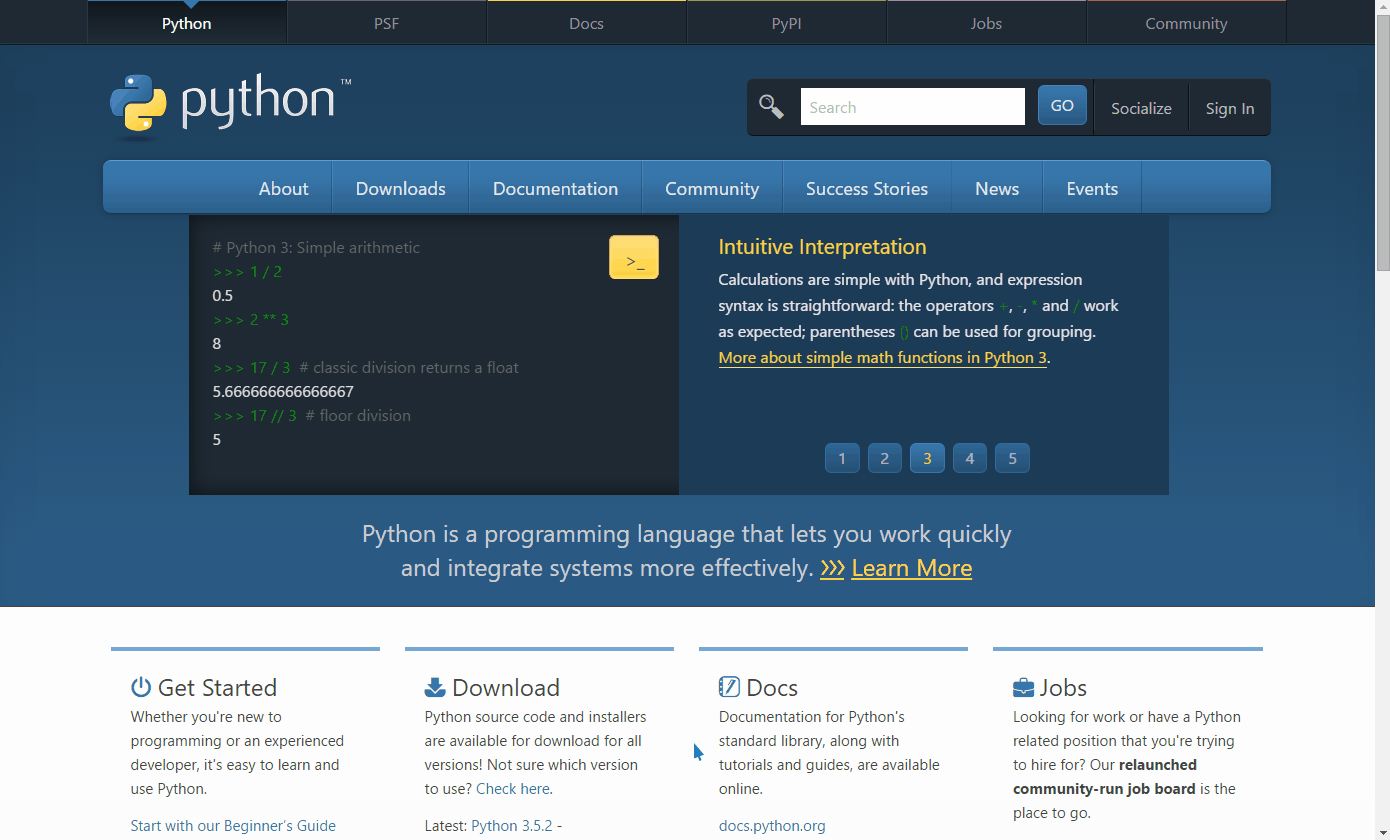 Python
PSF
Docs
PyPI
Jobs
Community
python™
Search
GO
Socialize
Sign In
About
Downloads
Documentation
Community
Success Stories
News
Events
# Python 3: Simple arithmetic
>>> 1 / 2
0.5
>>> 2 ** 3
8
>>> 17 / 3 # classic division returns a float
5.666666666666667
>>> 17 // 3 # floor division
5
>_
Intuitive Interpretation
Calculations are simple with Python, and expression
syntax is straightforward: the operators +, -, * and / work
as expected; parentheses () can be used for grouping.
More about simple math functions in Python 3.
1
2
3
4
5
Python is a programming language that lets you work quickly
and integrate systems more effectively. >>> Learn More
Get Started
Whether you're new to
programming or an experienced
developer, it's easy to learn and
use Python.
Start with our Beginner's Guide
Download
Python source code and installers
are available for download for all
versions! Not sure which version
to use? Check here.
Latest: Python 3.5.2 -
Docs
Documentation for Python's
standard library, along with
tutorials and guides, are available
online.
docs.python.org
Jobs
Looking for work or have a Python
related position that you're trying
to hire for? Our relaunched
community-run job board is the
place to go.